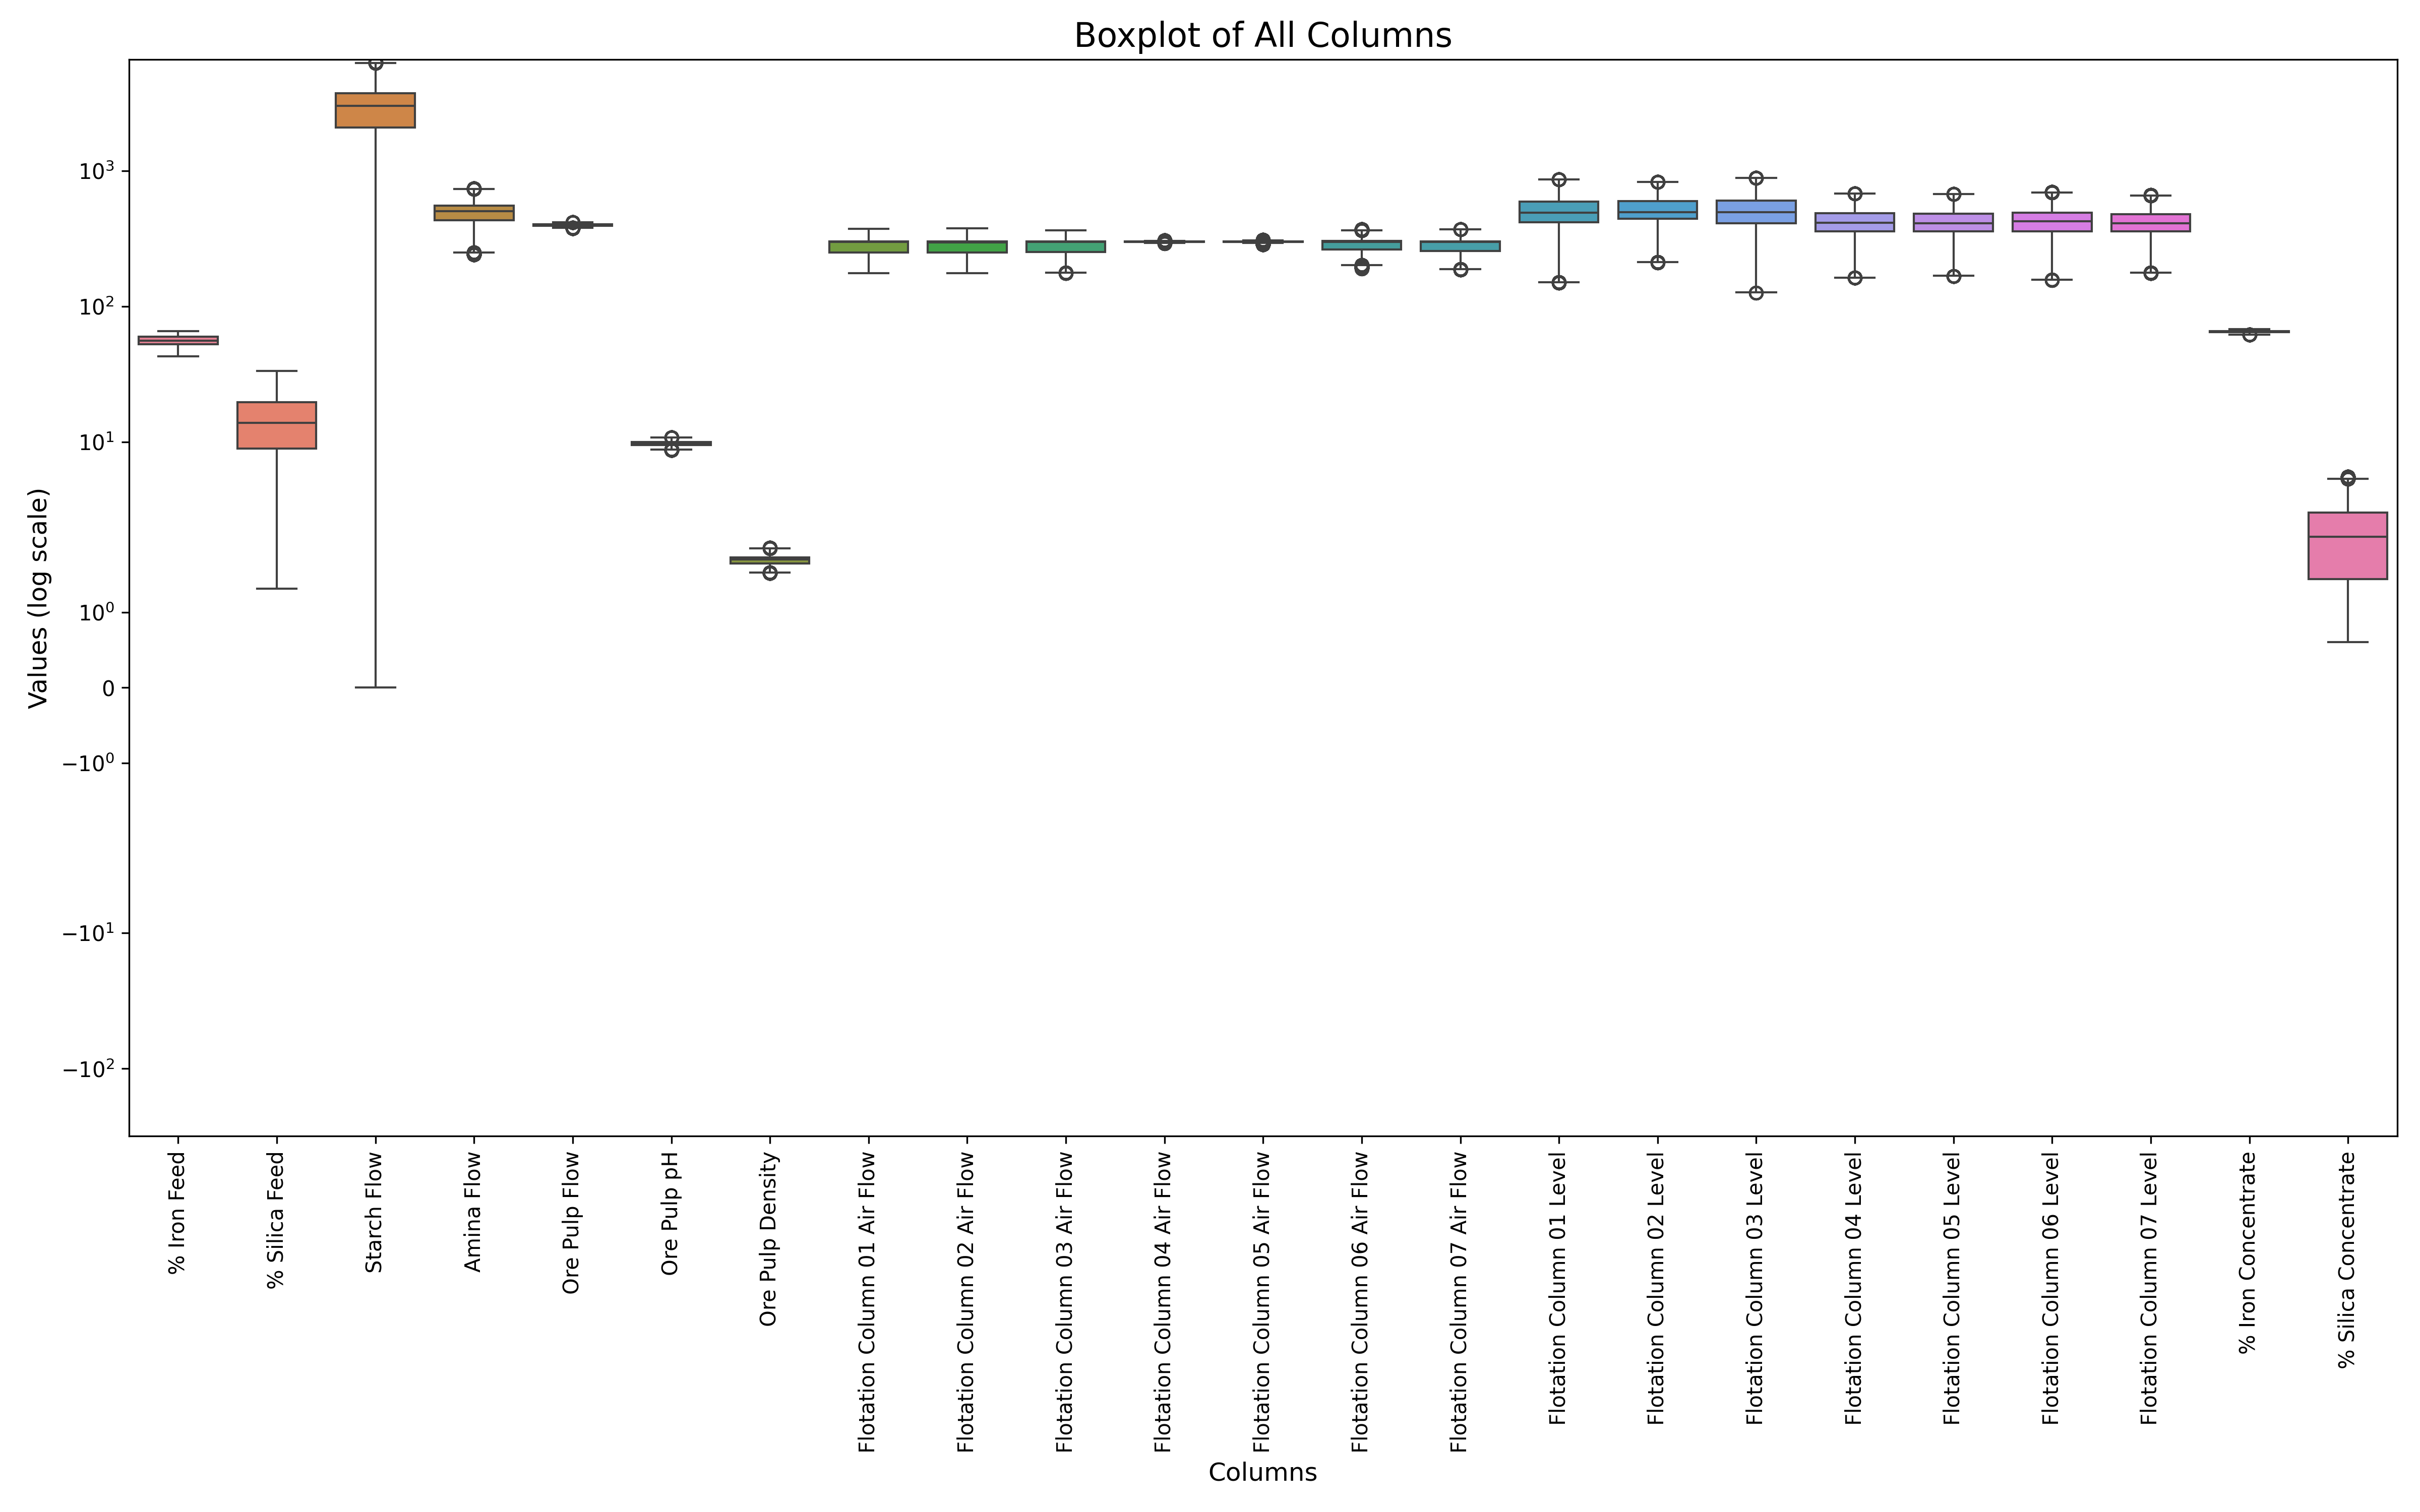 Boxplot of All Columns
Values (log scale)
10³
10²
10¹
10⁰
0
−10⁰
−10¹
−10²
% Iron Feed
% Silica Feed
Starch Flow
Amina Flow
Ore Pulp Flow
Ore Pulp pH
Ore Pulp Density
Flotation Column 01 Air Flow
Flotation Column 02 Air Flow
Flotation Column 03 Air Flow
Flotation Column 04 Air Flow
Flotation Column 05 Air Flow
Flotation Column 06 Air Flow
Flotation Column 07 Air Flow
Flotation Column 01 Level
Flotation Column 02 Level
Flotation Column 03 Level
Flotation Column 04 Level
Flotation Column 05 Level
Flotation Column 06 Level
Flotation Column 07 Level
% Iron Concentrate
% Silica Concentrate
Columns